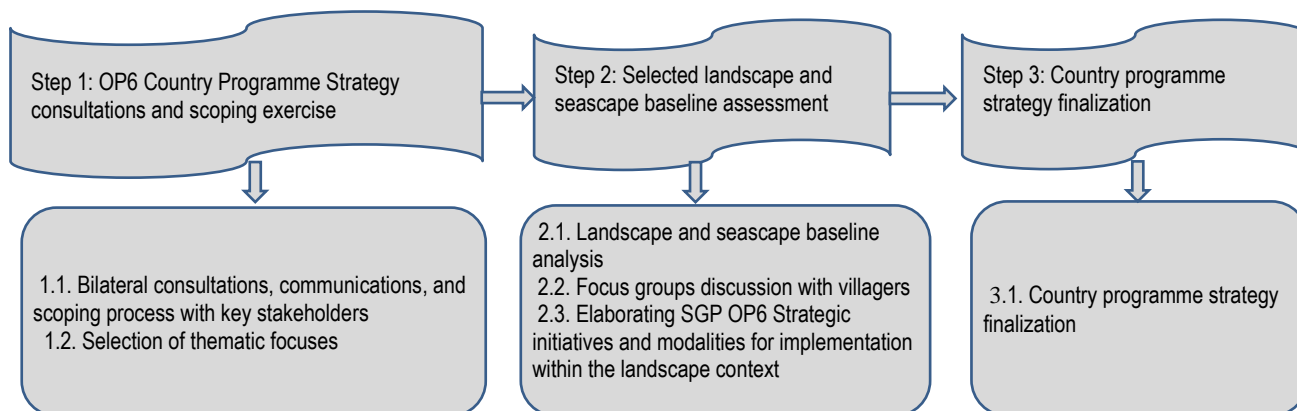 Step 1: OP6 Country Programme Strategy
consultations and scoping exercise
Step 2: Selected landscape and
seascape baseline assessment
Step 3: Country programme
strategy finalization
1.1. Bilateral consultations, communications, and
scoping process with key stakeholders
1.2. Selection of thematic focuses
2.1. Landscape and seascape baseline
analysis
2.2. Focus groups discussion with villagers
2.3. Elaborating SGP OP6 Strategic
initiatives and modalities for implementation
within the landscape context
3.1. Country programme strategy
finalization